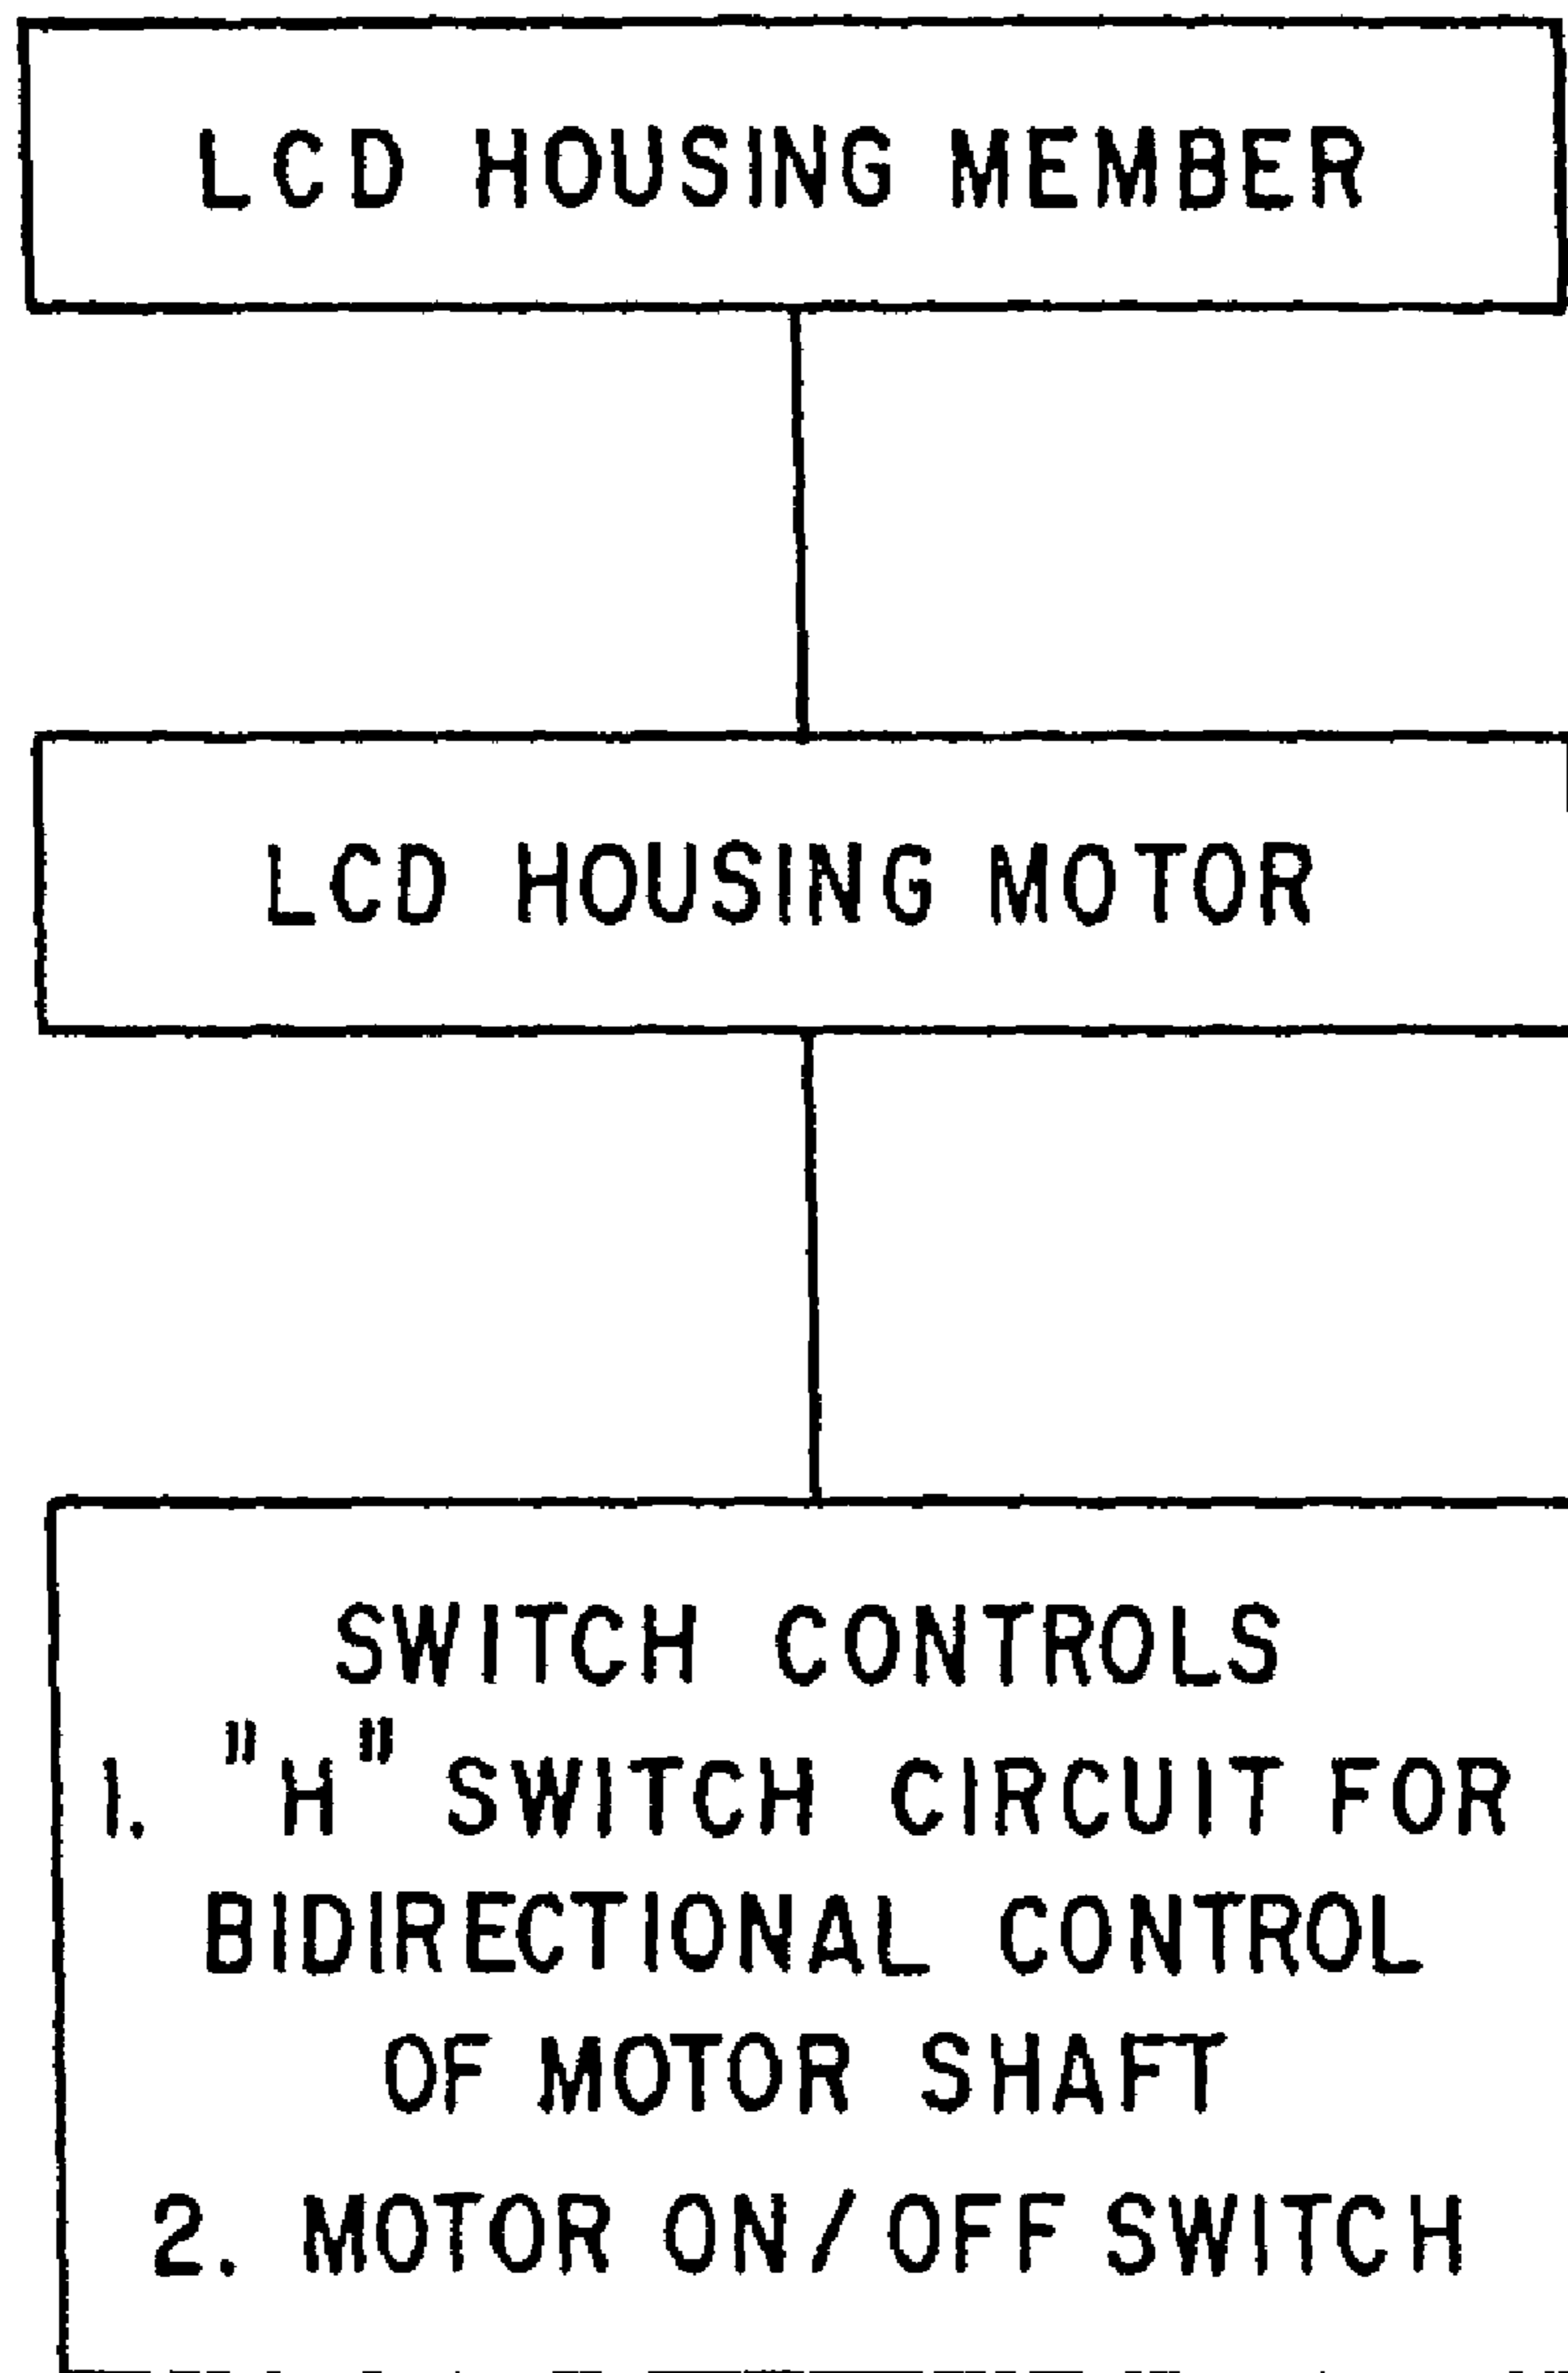 LCD HOUSING MEMBER
LCD HOUSING MOTOR
SWITCH CONTROLS
1. "H" SWITCH CIRCUIT FOR
BIDIRECTIONAL CONTROL
OF MOTOR SHAFT
2. MOTOR ON/OFF SWITCH